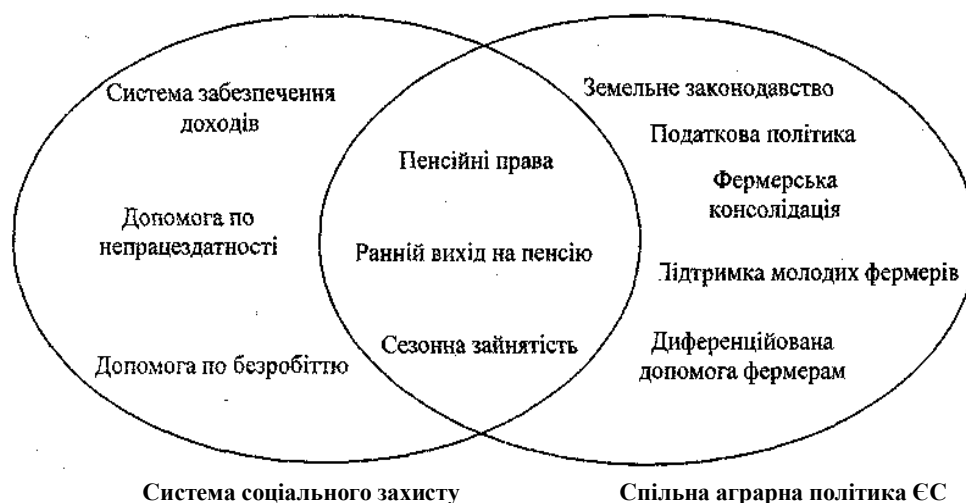 Система забезпечення
доходів
Допомога по
непрацездатності
Допомога по безробіттю
Пенсійні права
Ранній вихід на пенсію
Сезонна зайнятість
Земельне законодавство
Податкова політика
Фермерська
консолідація
Підтримка молодих фермерів
Диференційована
допомога фермерам
Система соціального захисту
Спільна аграрна політика ЄС